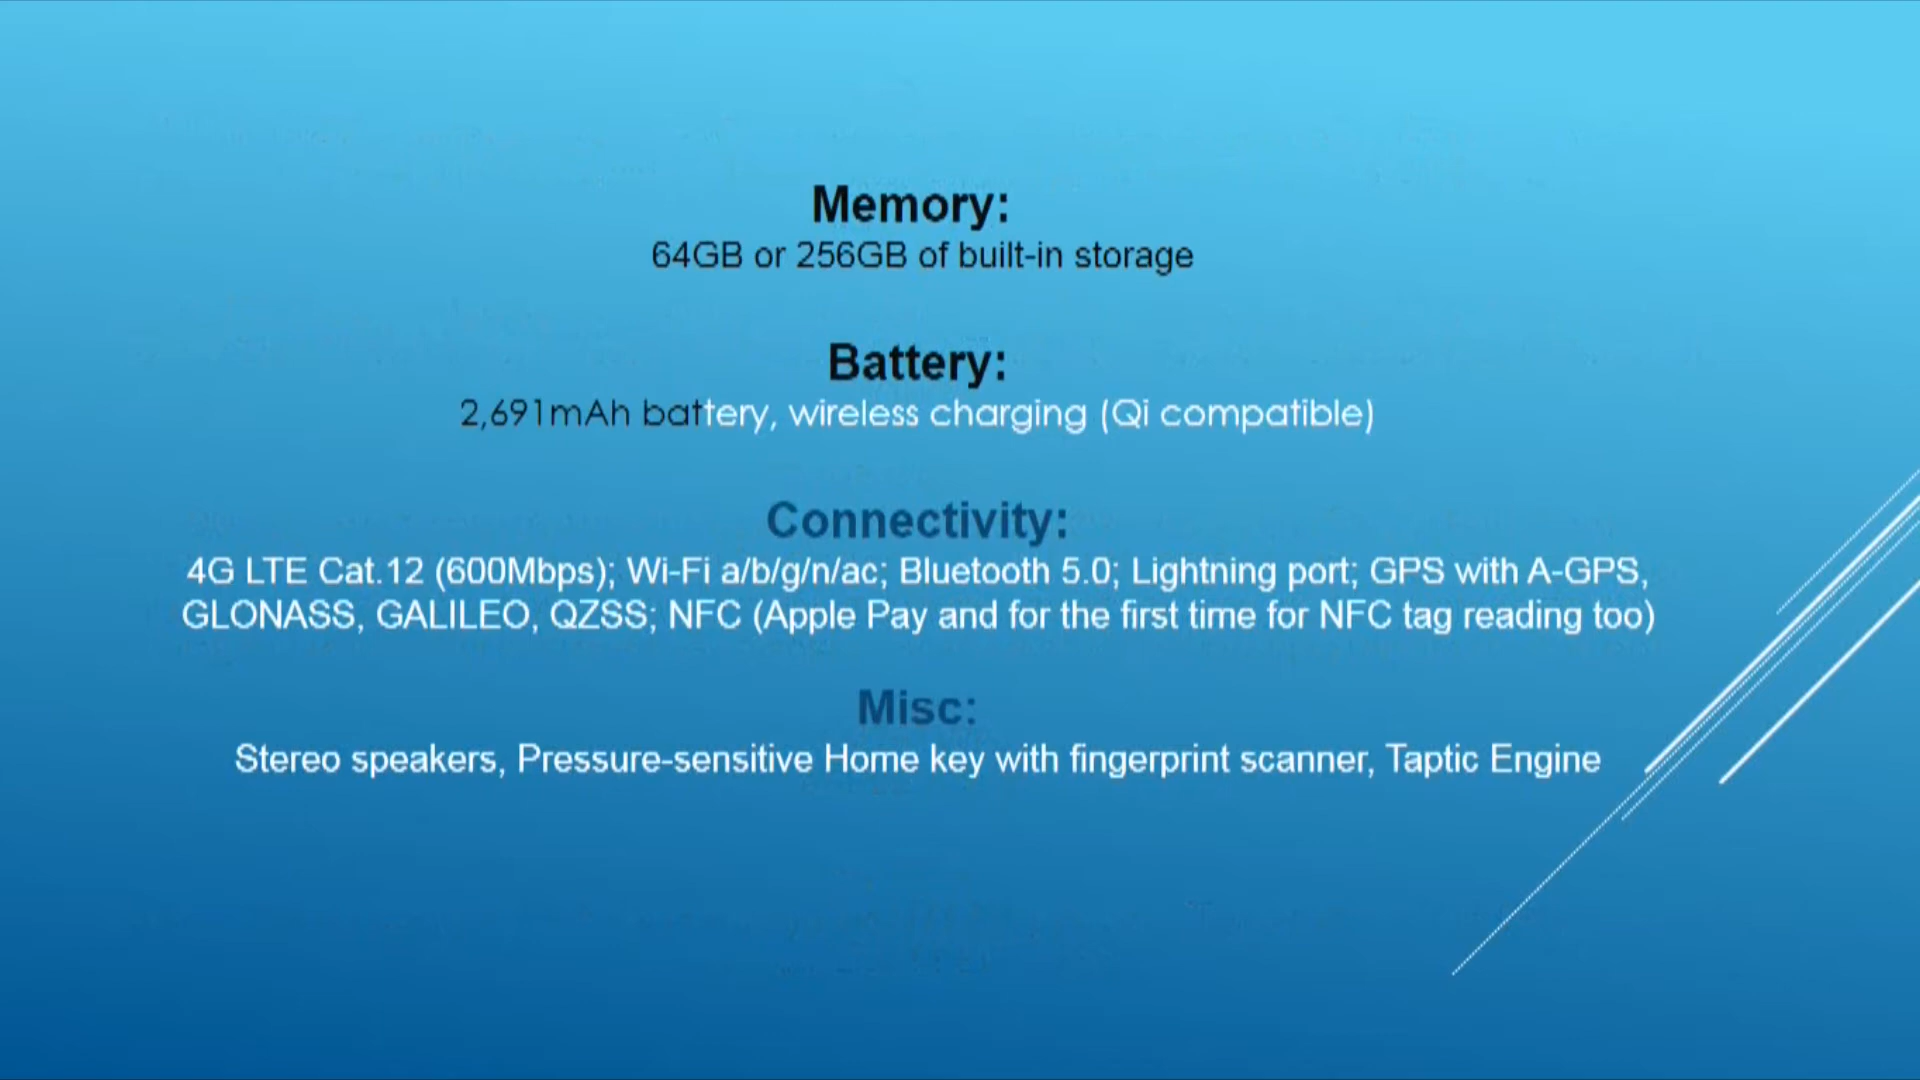 Memory:
64GB or 256GB of built-in storage
Battery:
2,691mAh battery, wireless charging (Qi compatible)
Connectivity:
4G LTE Cat.12 (600Mbps); Wi-Fi a/b/g/n/ac; Bluetooth 5.0; Lightning port; GPS with A-GPS,
GLONASS, GALILEO, QZSS; NFC (Apple Pay and for the first time for NFC tag reading too)
Misc:
Stereo speakers, Pressure-sensitive Home key with fingerprint scanner, Taptic Engine